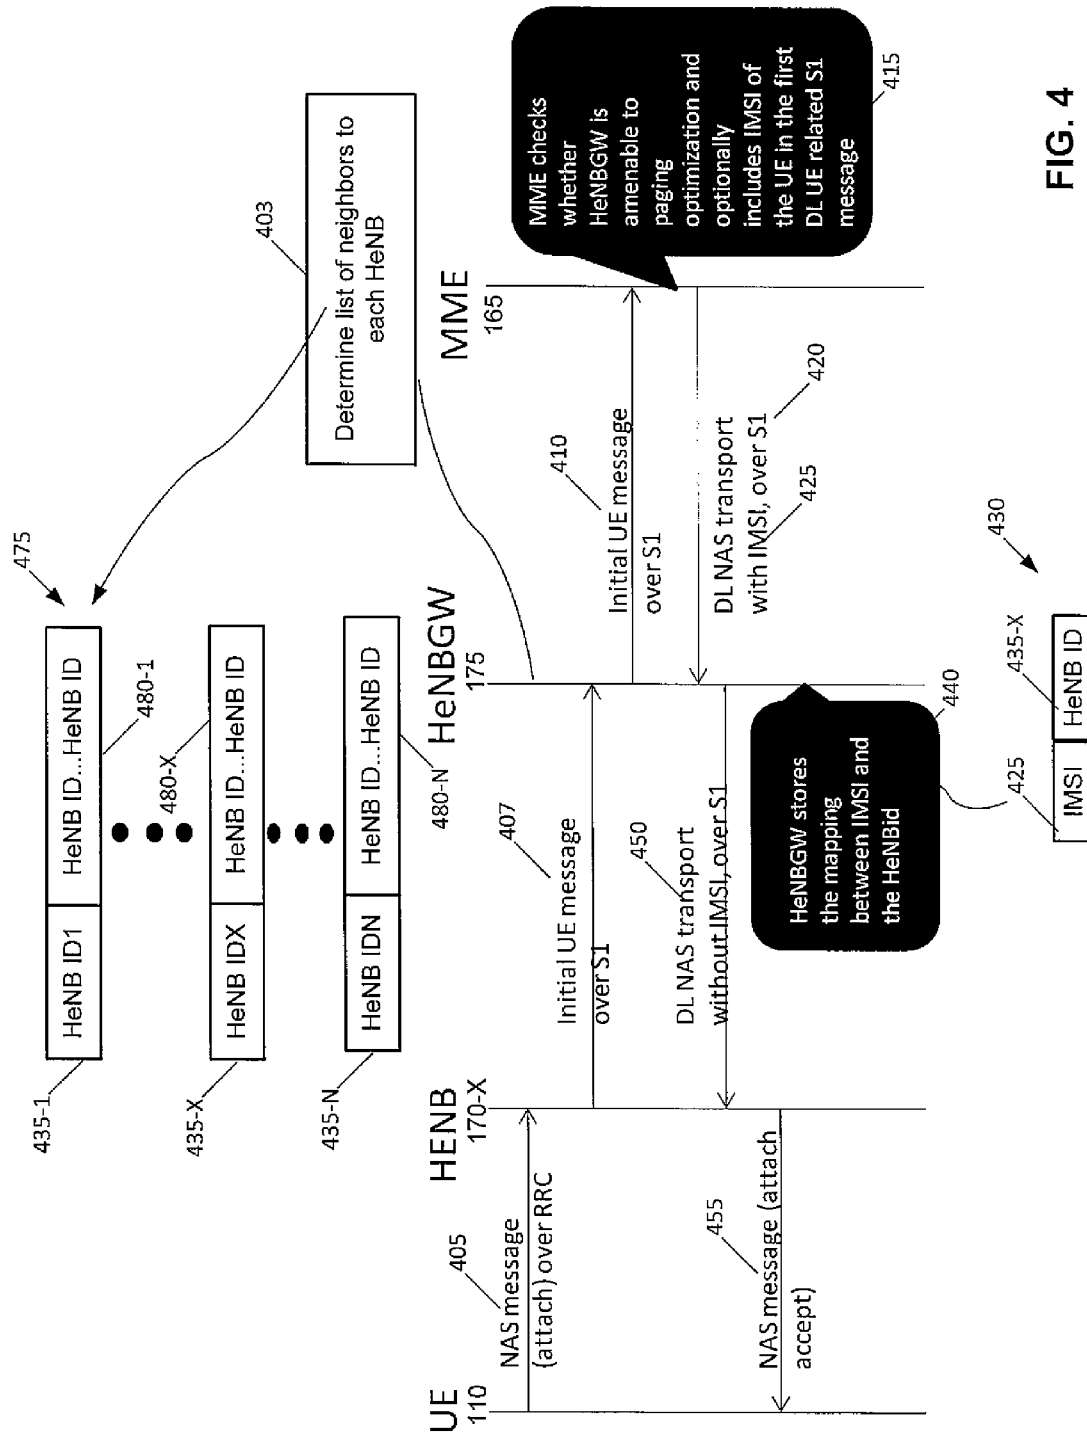 475
HeNB ID1
HeNB ID...HeNB ID
435-1
480-1
403
Determine list of neighbors to
each HeNB
480-X
HeNB IDX
HeNB ID...HeNB ID
435-X
HeNB IDN
HeNB ID...HeNB ID
435-N
480-N
UE
110
HENB
170-X
HeNBGW
175
MME
165
405
NAS message
(attach) over RRC
407
Initial UE message
over S1
410
Initial UE message
over S1
MME checks
whether
HeNBGW is
amenable to
paging
optimization and
optionally
includes IMSI of
the UE in the first
DL UE related S1
message
415
DL NAS transport
with IMSI, over S1
420
425
450
DL NAS transport
without IMSI, over S1
HeNBGW stores
the mapping
between IMSI and
the HeNBid
440
455
NAS message (attach
accept)
430
425
435-X
IMSI
HeNB ID
FIG. 4